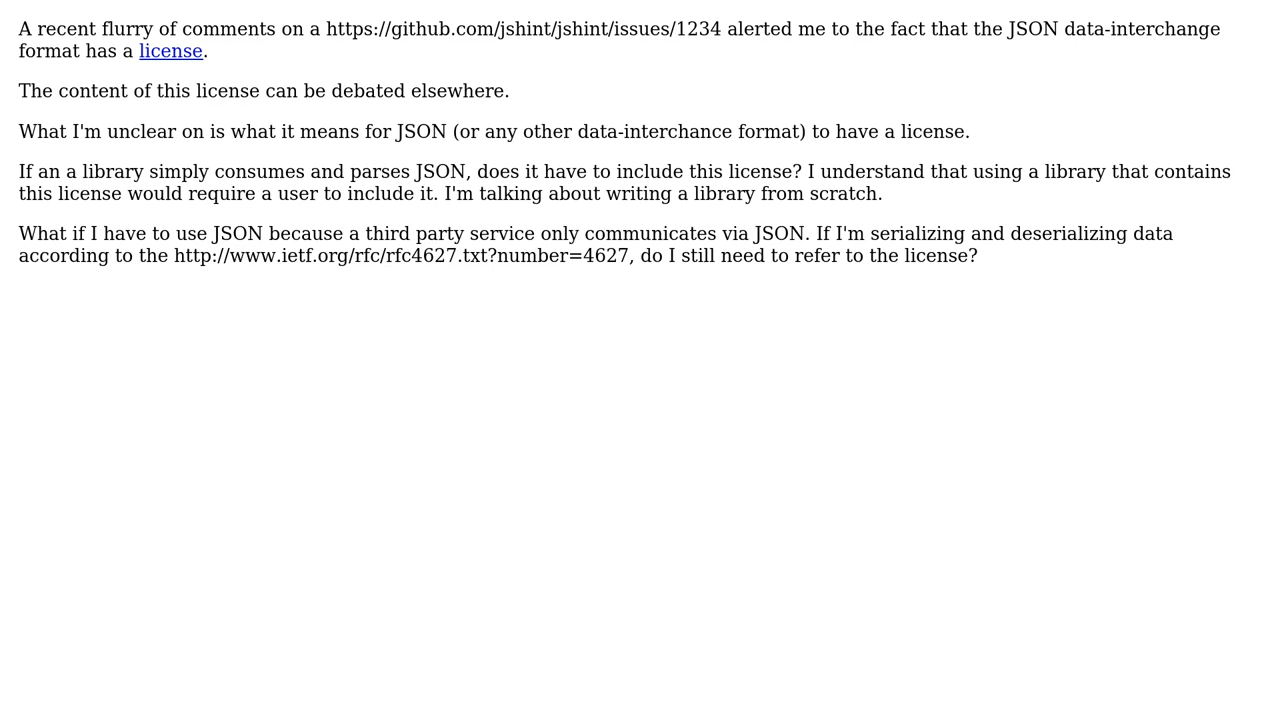 A recent flurry of comments on a https://github.com/jshint/jshint/issues/1234 alerted me to the fact that the JSON data-interchange
format has a license.
The content of this license can be debated elsewhere.
What I'm unclear on is what it means for JSON (or any other data-interchance format) to have a license.
If an a library simply consumes and parses JSON, does it have to include this license? I understand that using a library that contains
this license would require a user to include it. I'm talking about writing a library from scratch.
What if I have to use JSON because a third party service only communicates via JSON. If I'm serializing and deserializing data
according to the http://www.ietf.org/rfc/rfc4627.txt?number=4627, do I still need to refer to the license?